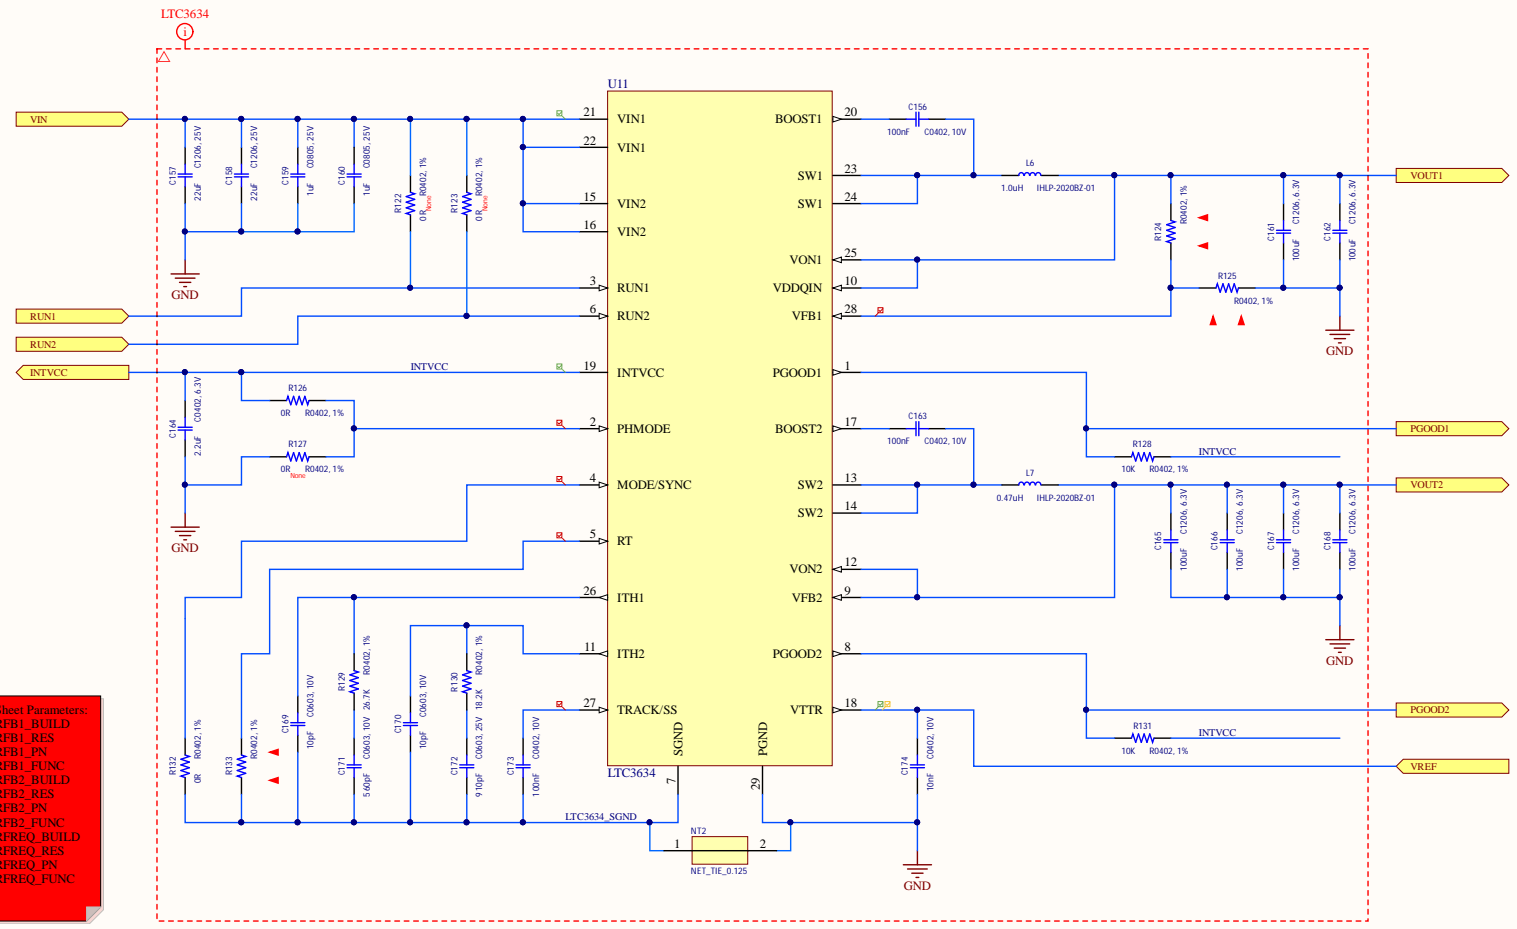 LTC3634
i
U11
VIN
C157
22uF
C1206, 25V
C158
22uF
C1206, 25V
C159
1uF
C0805, 25V
C160
1uF
C0805, 25V
R122
0R
R0402, 1%
None
R123
0R
R0402, 1%
None
GND
RUN1
RUN2
INTVCC
INTVCC
C164
2.2uF
C0402, 6.3V
R126
0R R0402, 1%
R127
0R R0402, 1%
None
GND
21 VIN1
22 VIN1
15 VIN2
16 VIN2
3 RUN1
6 RUN2
19 INTVCC
2 PHMODE
4 MODE/SYNC
5 RT
26 ITH1
11 ITH2
27 TRACK/SS
BOOST1 20
SW1 23
SW1 24
VON1 25
VDDQIN 10
VFB1 28
PGOOD1 1
BOOST2 17
SW2 13
SW2 14
VON2 12
VFB2 9
PGOOD2 8
VTTR 18
SGND
7
PGND
29
LTC3634
C156
100nF C0402, 10V
L6
1.0uH IHLP-2020BZ-01
R124
R0402, 1%
R125
R0402, 1%
C161
100uF
C1206, 6.3V
C162
100uF
C1206, 6.3V
GND
VOUT1
PGOOD1
R128
10K R0402, 1%
INTVCC
C163
100nF C0402, 10V
L7
0.47uH IHLP-2020BZ-01
VOUT2
C165
100uF
C1206, 6.3V
C166
100uF
C1206, 6.3V
C167
100uF
C1206, 6.3V
C168
100uF
C1206, 6.3V
GND
PGOOD2
R131
10K R0402, 1%
INTVCC
VREF
C174
10nF
C0402, 10V
GND
R132
0R
R0402, 1%
R133
R0402, 1%
C169
10pF
C0603, 10V
R129
26.7K
R0402, 1%
C171
560pF
C0603, 10V
C170
10pF
C0603, 10V
R130
18.2K
R0402, 1%
C172
910pF
C0603, 25V
C173
100nF
C0402, 10V
LTC3634_SGND
NT2
1 2
NET_TIE_0.125
heet Parameters:
RFB1_BUILD
RFB1_RES
RFB1_PN
RFB1_FUNC
RFB2_BUILD
RFB2_RES
RFB2_PN
RFB2_FUNC
RFREQ_BUILD
RFREQ_RES
RFREQ_PN
RFREQ_FUNC